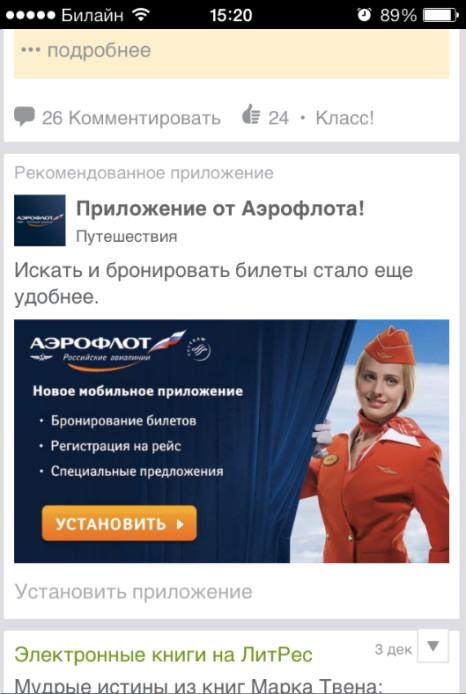 Билайн 15:20 89%
••• подробнее
26 Комментировать 24 • Класс!
Рекомендованное приложение
АЭРОФЛОТ
Приложение от Аэрофлота!
Путешествия
Искать и бронировать билеты стало еще
удобнее.
АЭРОФЛОТ
Российские авиалинии
Новое мобильное приложение
• Бронирование билетов
• Регистрация на рейс
• Специальные предложения
УСТАНОВИТЬ
Установить приложение
Электронные книги на ЛитРес 3 дек
Мудрые истины из книг Марка Твена: